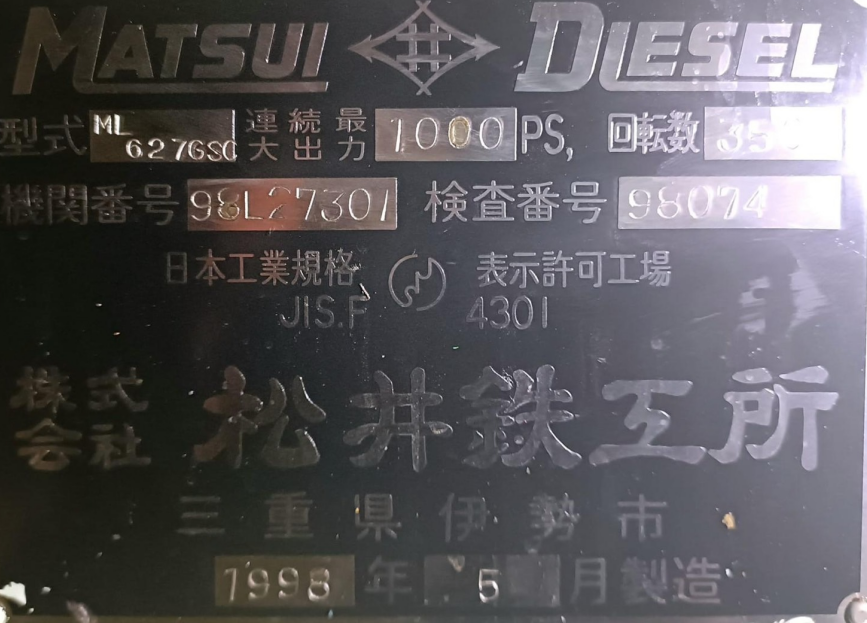 MATSUI 井 DIESEL
型式 ML 627GSC 連続最大出力 1000 PS, 回転数 350
機関番号 98L27301 検査番号 98074
日本工業規格 表示許可工場
JIS.F 4301
株式会社 松井鉄工所
三重県伊勢市
1998 年 5 月製造